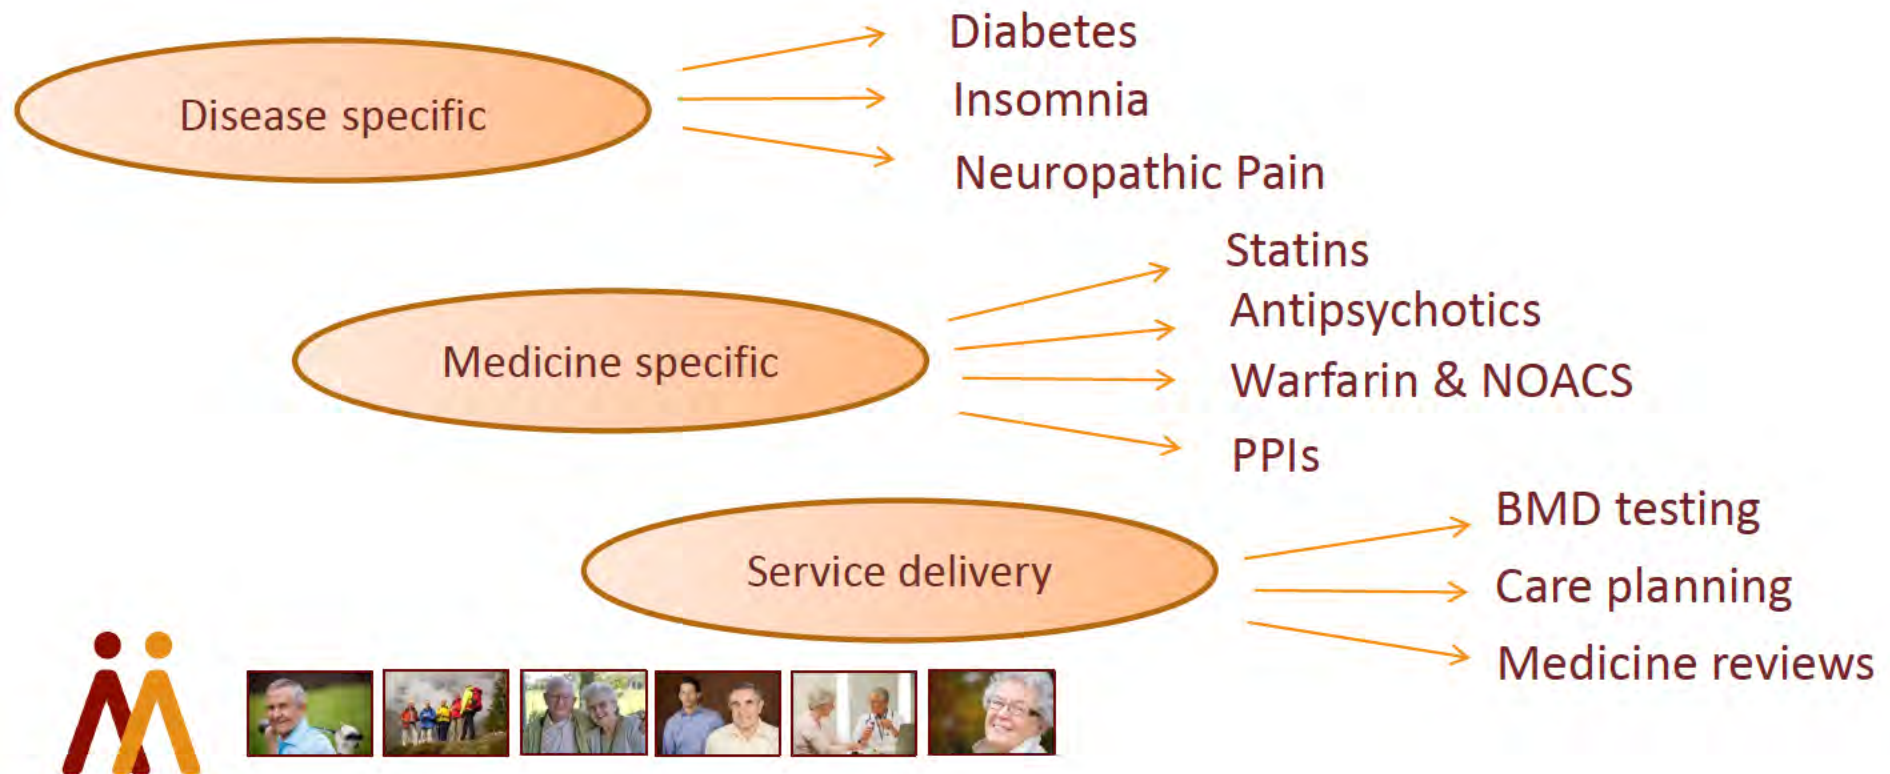 Disease specific
Diabetes
Insomnia
Neuropathic Pain
Medicine specific
Statins
Antipsychotics
Warfarin & NOACS
PPIs
Service delivery
BMD testing
Care planning
Medicine reviews